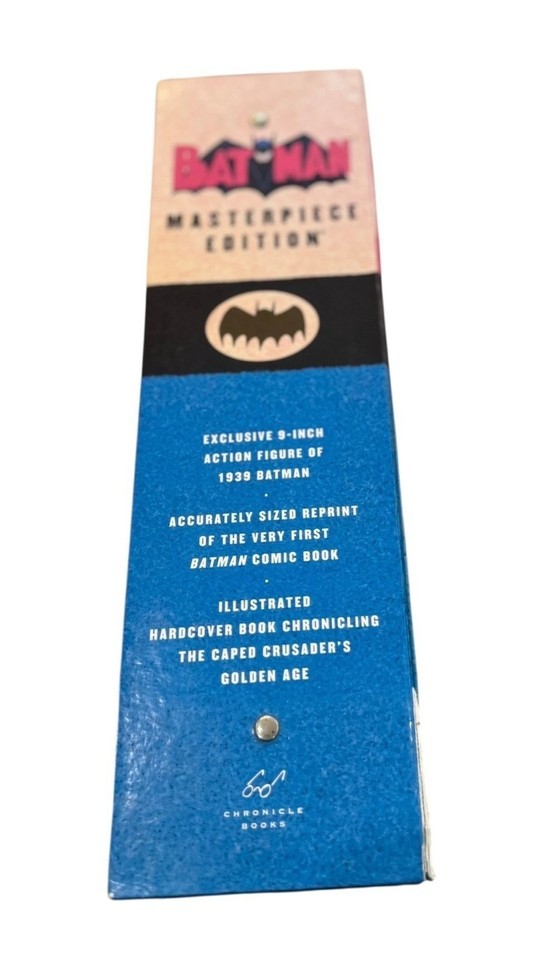 BATMAN
MASTERPIECE
EDITION™
EXCLUSIVE 9-INCH
ACTION FIGURE OF
1939 BATMAN
·
ACCURATELY SIZED REPRINT
OF THE VERY FIRST
BATMAN COMIC BOOK
·
ILLUSTRATED
HARDCOVER BOOK CHRONICLING
THE CAPED CRUSADER'S
GOLDEN AGE
CHRONICLE
BOOKS